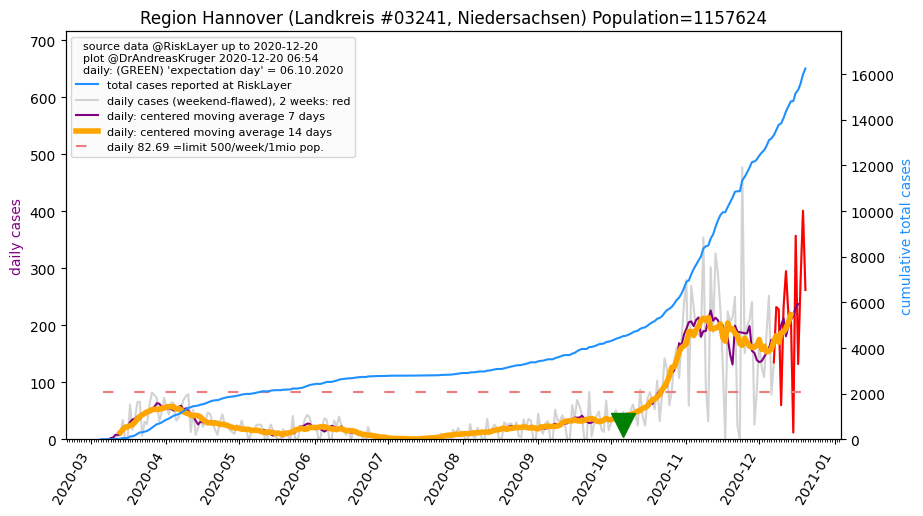 Region Hannover (Landkreis #03241, Niedersachsen) Population=1157624
source data @RiskLayer up to 2020-12-20
plot @DrAndreasKruger 2020-12-20 06:54
daily: (GREEN) 'expectation day' = 06.10.2020
total cases reported at RiskLayer
daily cases (weekend-flawed), 2 weeks: red
daily: centered moving average 7 days
daily: centered moving average 14 days
daily 82.69 =limit 500/week/1mio pop.
daily cases
700
600
500
400
300
200
100
0
cumulative total cases
16000
14000
12000
10000
8000
6000
4000
2000
0
2020-03
2020-04
2020-05
2020-06
2020-07
2020-08
2020-09
2020-10
2020-11
2020-12
2021-01